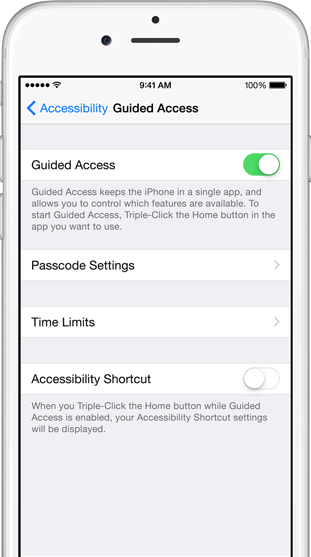 9:41 AM 100%
Accessibility Guided Access
Guided Access
Guided Access keeps the iPhone in a single app, and
allows you to control which features are available. To
start Guided Access, Triple-Click the Home button in the
app you want to use.
Passcode Settings
Time Limits
Accessibility Shortcut
When you Triple-Click the Home button while Guided
Access is enabled, your Accessibility Shortcut settings
will be displayed.